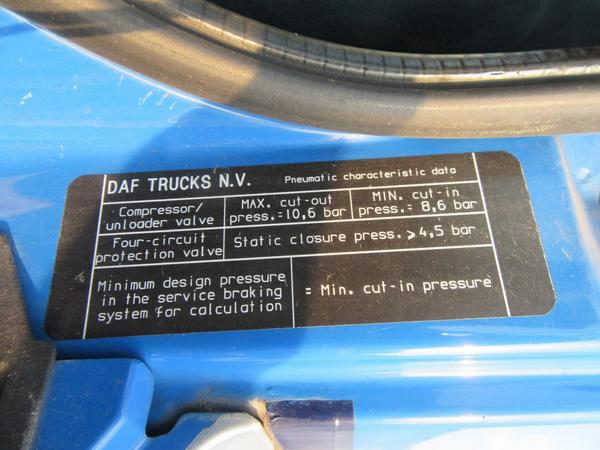 DAF TRUCKS N.V. Pneumatic characteristic data
Compressor/
unloader valve
MAX. cut-out
press.=10,6 bar
MIN. cut-in
press.= 8,6 bar
Four-circuit
protection valve
Static closure press. ⩾4,5 bar
Minimum design pressure
in the service braking
system for calculation
= Min. cut-in pressure